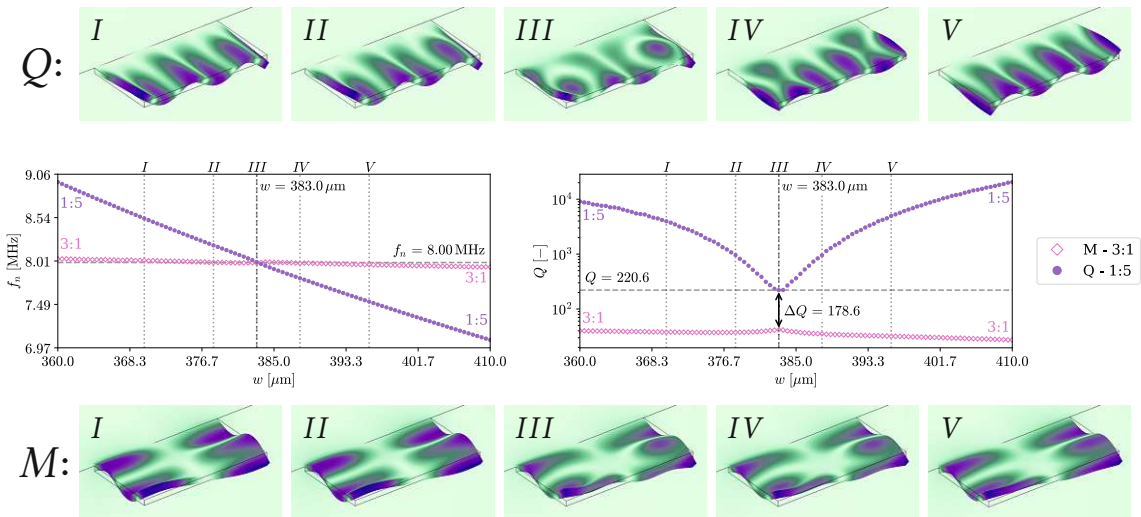 Q:
I
II
III
IV
V
I II III IV V
w = 383.0 μm
9.06
8.54
8.01
7.49
6.97
f_n [MHz]
1:5
3:1
f_n = 8.00 MHz
3:1
1:5
360.0 368.3 376.7 385.0 393.3 401.7 410.0
w [μm]
I II III IV V
w = 383.0 μm
10^4
10^3
10^2
Q [−]
1:5
1:5
Q = 220.6
ΔQ = 178.6
3:1
3:1
360.0 368.3 376.7 385.0 393.3 401.7 410.0
w [μm]
M - 3:1
Q - 1:5
M:
I
II
III
IV
V